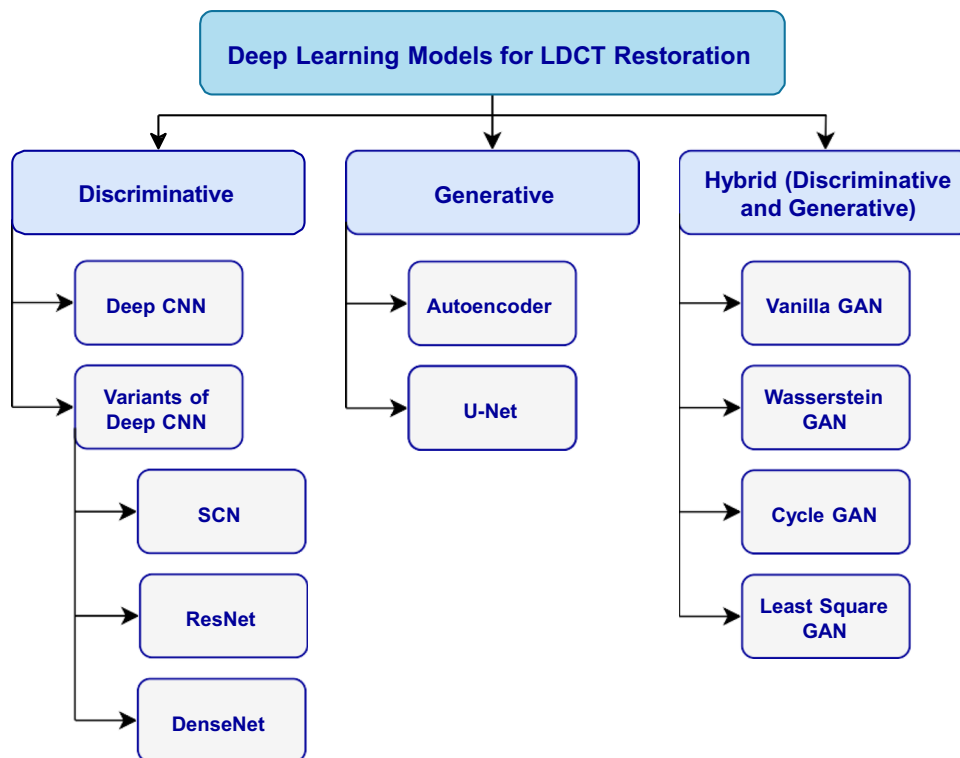 Deep Learning Models for LDCT Restoration
Discriminative
Generative
Hybrid (Discriminative
and Generative)
Deep CNN
Variants of
Deep CNN
SCN
ResNet
DenseNet
Autoencoder
U-Net
Vanilla GAN
Wasserstein
GAN
Cycle GAN
Least Square
GAN